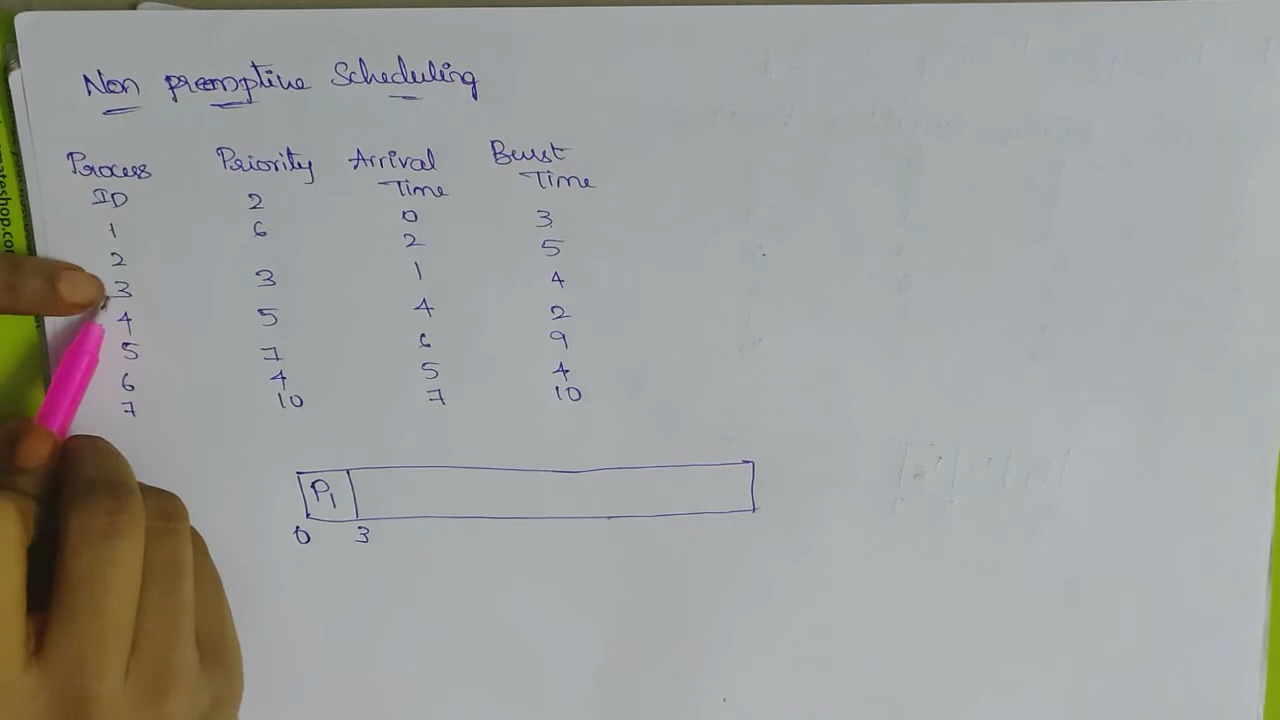 Non preemptive Scheduling
Process ID Priority Arrival Time Burst Time
1 2 0 3
2 6 2 5
3 3 1 4
4 5 4 2
5 7 6 9
6 4 5 4
7 10 7 10
P1
0 3
ateshop.co